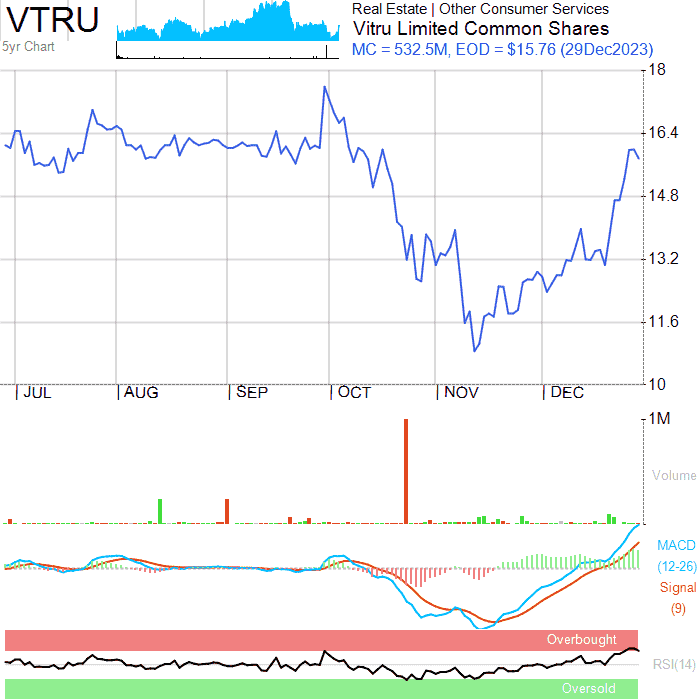 VTRU
5yr Chart
Real Estate | Other Consumer Services
Vitru Limited Common Shares
MC = 532.5M, EOD = $15.76 (29Dec2023)
18
16.4
14.8
13.2
11.6
10
JUL AUG SEP OCT NOV DEC
1M
Volume
MACD
(12-26)
Signal
(9)
Overbought
RSI(14)
Oversold